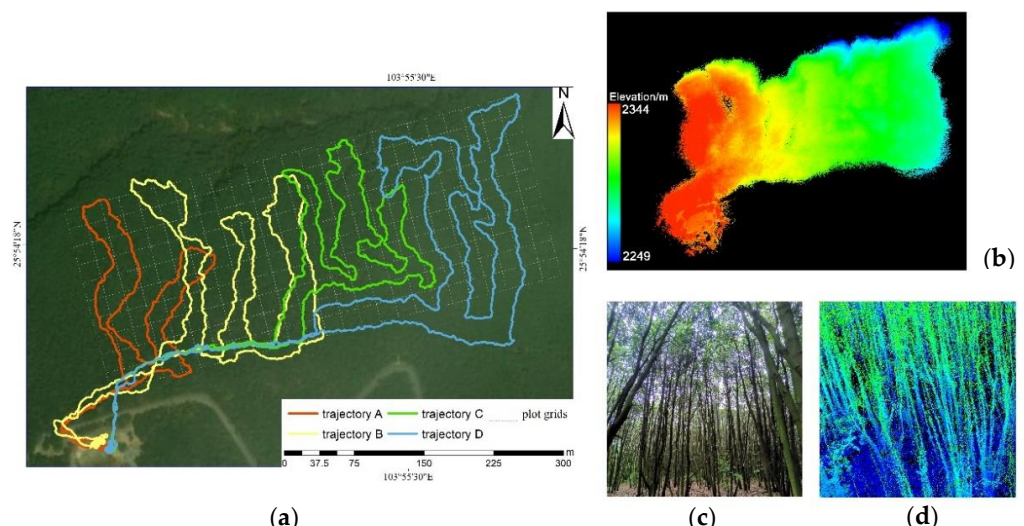 103°55'30"E
N
25°54'18"N
25°54'18"N
trajectory A
trajectory C
plot grids
trajectory B
trajectory D
m
0
37.5
75
150
225
300
103°55'30"E
(a)
Elevation/m
2344
2249
(b)
(c)
(d)